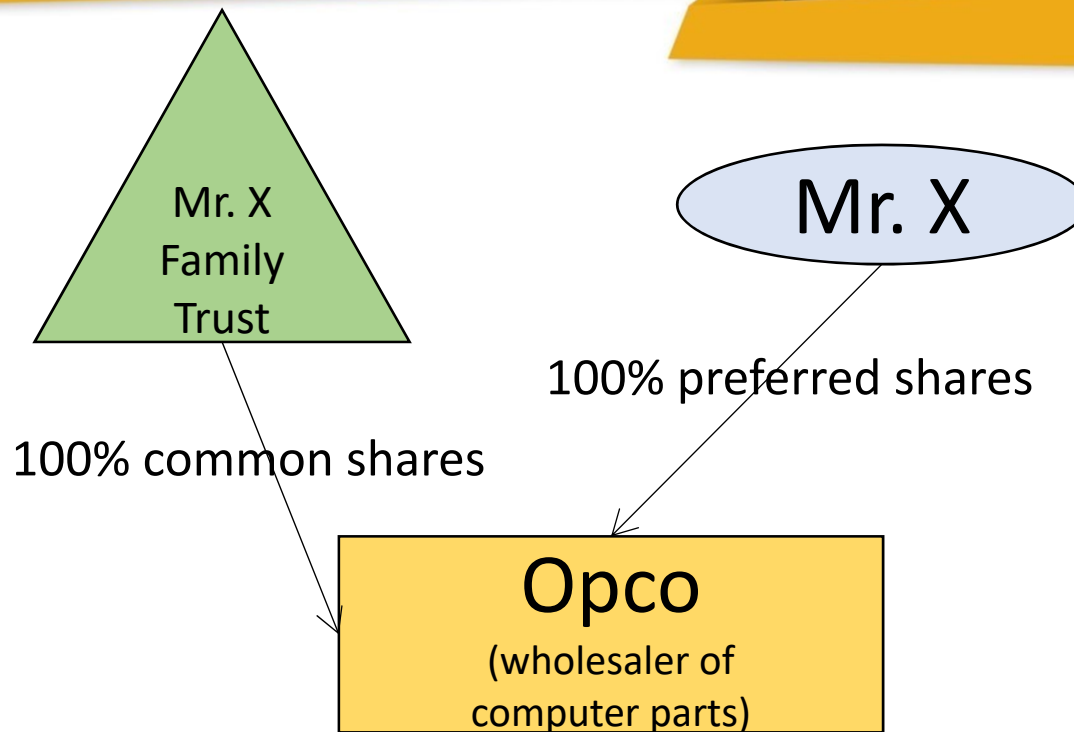 Mr. X
Family
Trust
Mr. X
100% preferred shares
100% common shares
Opco
(wholesaler of
computer parts)